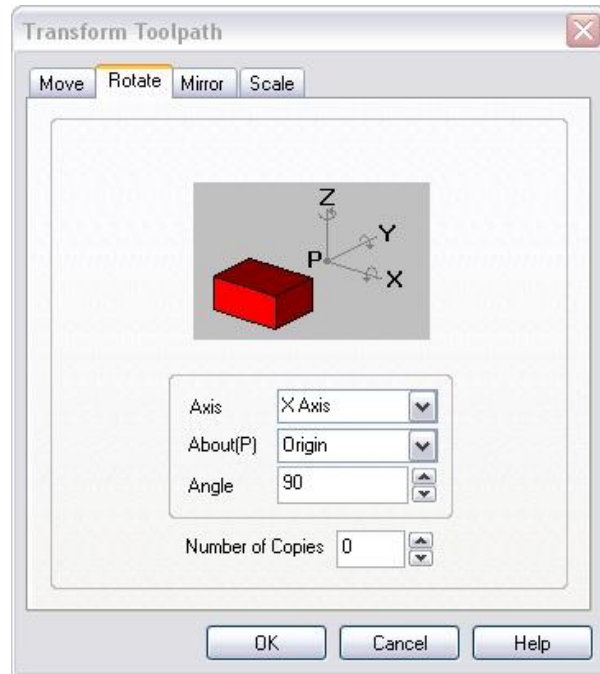 Transform Toolpath
Move Rotate Mirror Scale
Z
Y
P
X
Axis X Axis
About(P) Origin
Angle 90
Number of Copies 0
OK Cancel Help